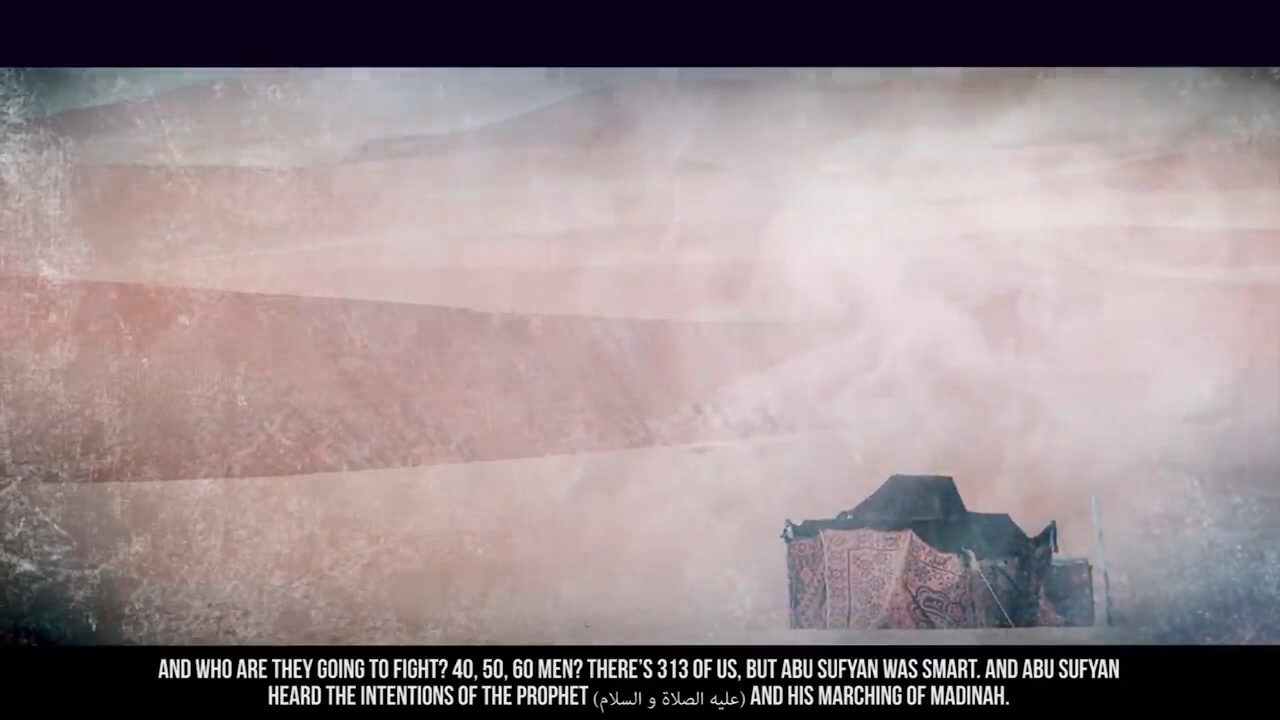 AND WHO ARE THEY GOING TO FIGHT? 40, 50, 60 MEN? THERE'S 313 OF US, BUT ABU SUFYAN WAS SMART. AND ABU SUFYAN
HEARD THE INTENTIONS OF THE PROPHET (عليه الصلاة و السلام) AND HIS MARCHING OF MADINAH.